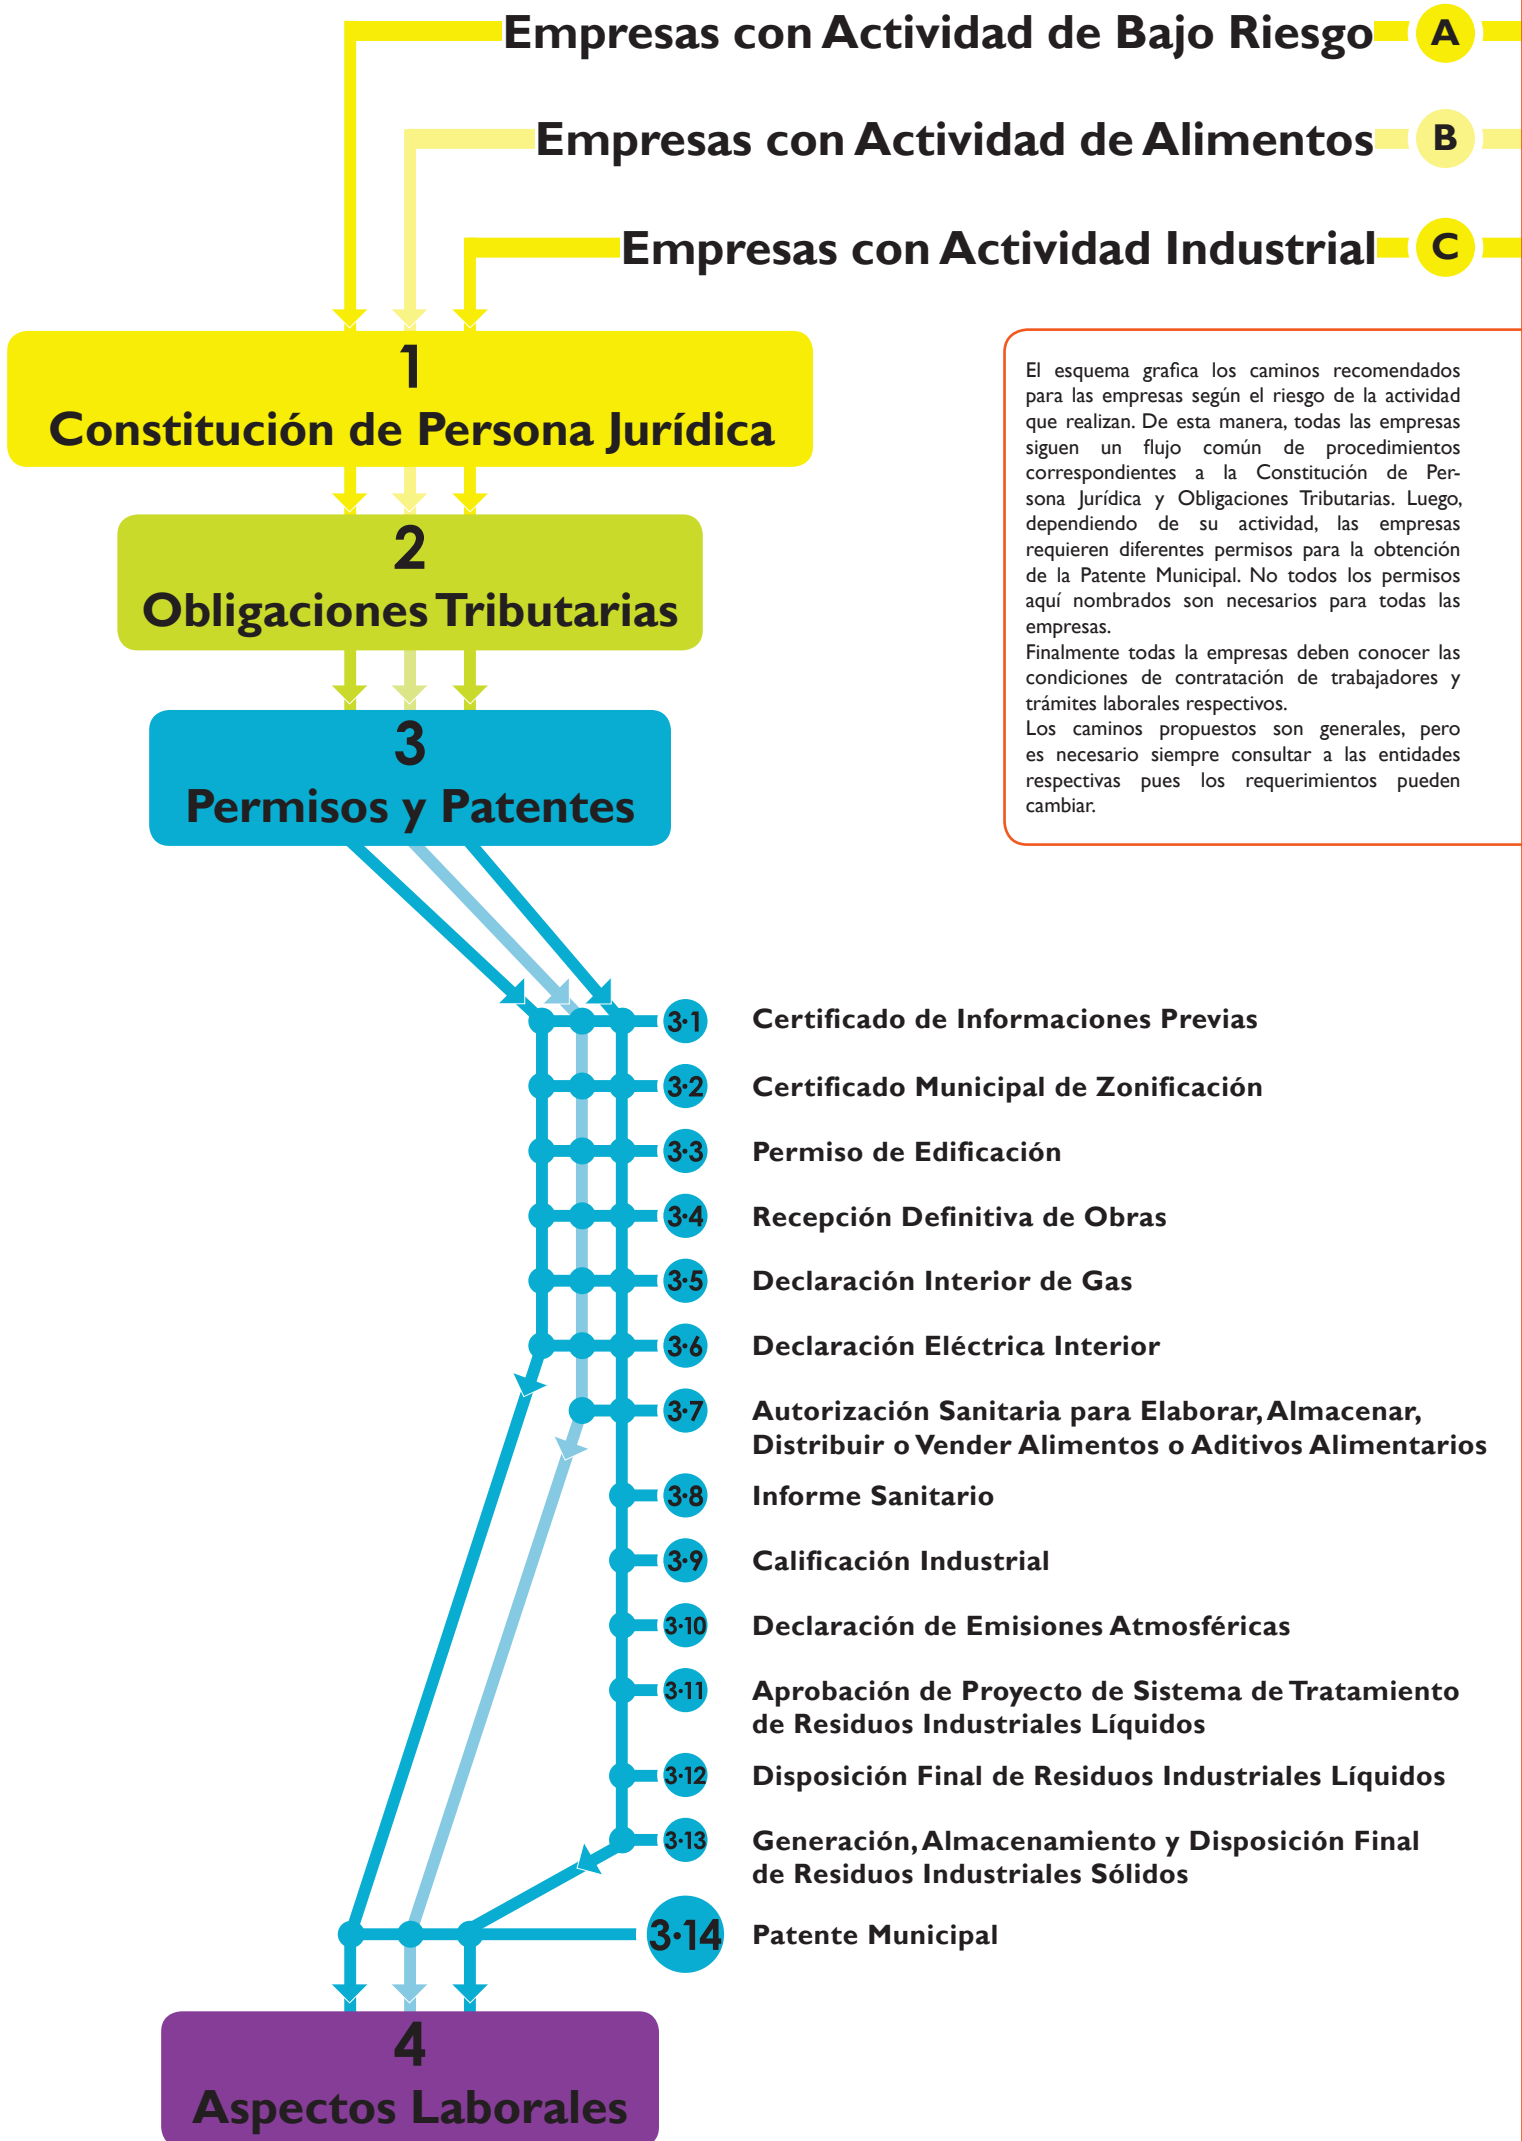 Empresas con Actividad de Bajo Riesgo A
Empresas con Actividad de Alimentos B
Empresas con Actividad Industrial C
1
Constitución de Persona Jurídica
2
Obligaciones Tributarias
3
Permisos y Patentes
El esquema grafica los caminos recomendados
para las empresas según el riesgo de la actividad
que realizan. De esta manera, todas las empresas
siguen un flujo común de procedimientos
correspondientes a la Constitución de Per-
sona Jurídica y Obligaciones Tributarias. Luego,
dependiendo de su actividad, las empresas
requieren diferentes permisos para la obtención
de la Patente Municipal. No todos los permisos
aquí nombrados son necesarios para todas las
empresas.
Finalmente todas la empresas deben conocer las
condiciones de contratación de trabajadores y
trámites laborales respectivos.
Los caminos propuestos son generales, pero
es necesario siempre consultar a las entidades
respectivas pues los requerimientos pueden
cambiar.
3·1 Certificado de Informaciones Previas
3·2 Certificado Municipal de Zonificación
3·3 Permiso de Edificación
3·4 Recepción Definitiva de Obras
3·5 Declaración Interior de Gas
3·6 Declaración Eléctrica Interior
3·7 Autorización Sanitaria para Elaborar, Almacenar,
Distribuir o Vender Alimentos o Aditivos Alimentarios
3·8 Informe Sanitario
3·9 Calificación Industrial
3·10 Declaración de Emisiones Atmosféricas
3·11 Aprobación de Proyecto de Sistema de Tratamiento
de Residuos Industriales Líquidos
3·12 Disposición Final de Residuos Industriales Líquidos
3·13 Generación, Almacenamiento y Disposición Final
de Residuos Industriales Sólidos
3·14 Patente Municipal
4
Aspectos Laborales